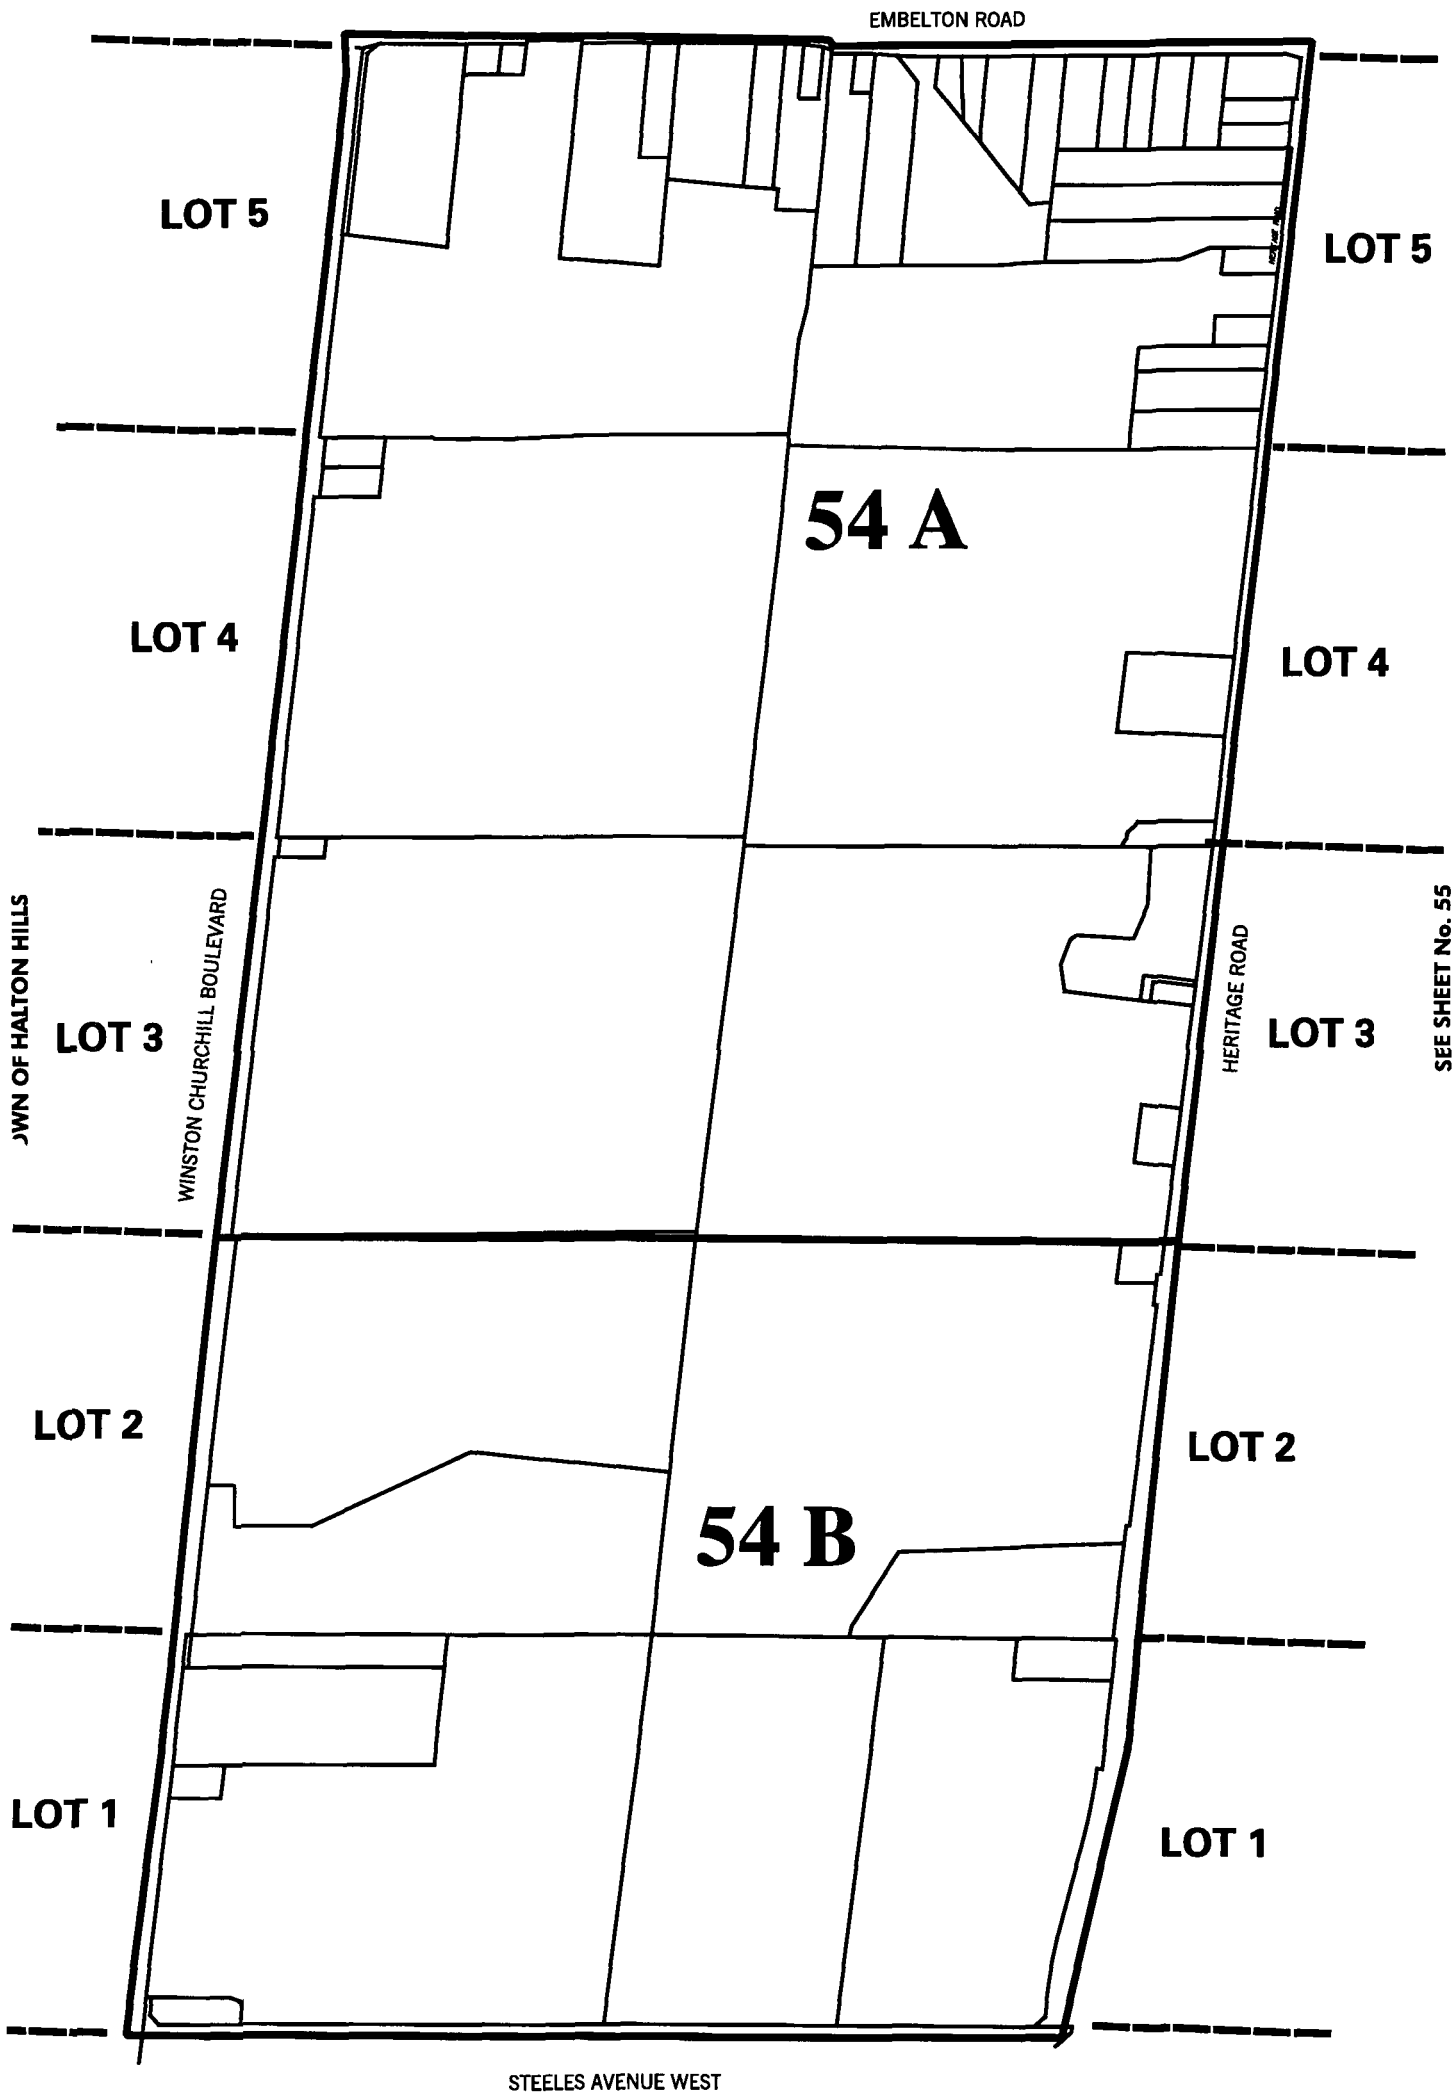 EMBELTON ROAD
LOT 5
LOT 5
54 A
LOT 4
LOT 4
WN OF HALTON HILLS
WINSTON CHURCHILL BOULEVARD
LOT 3
HERITAGE ROAD
LOT 3
SEE SHEET No. 55
LOT 2
LOT 2
54 B
LOT 1
LOT 1
STEELES AVENUE WEST